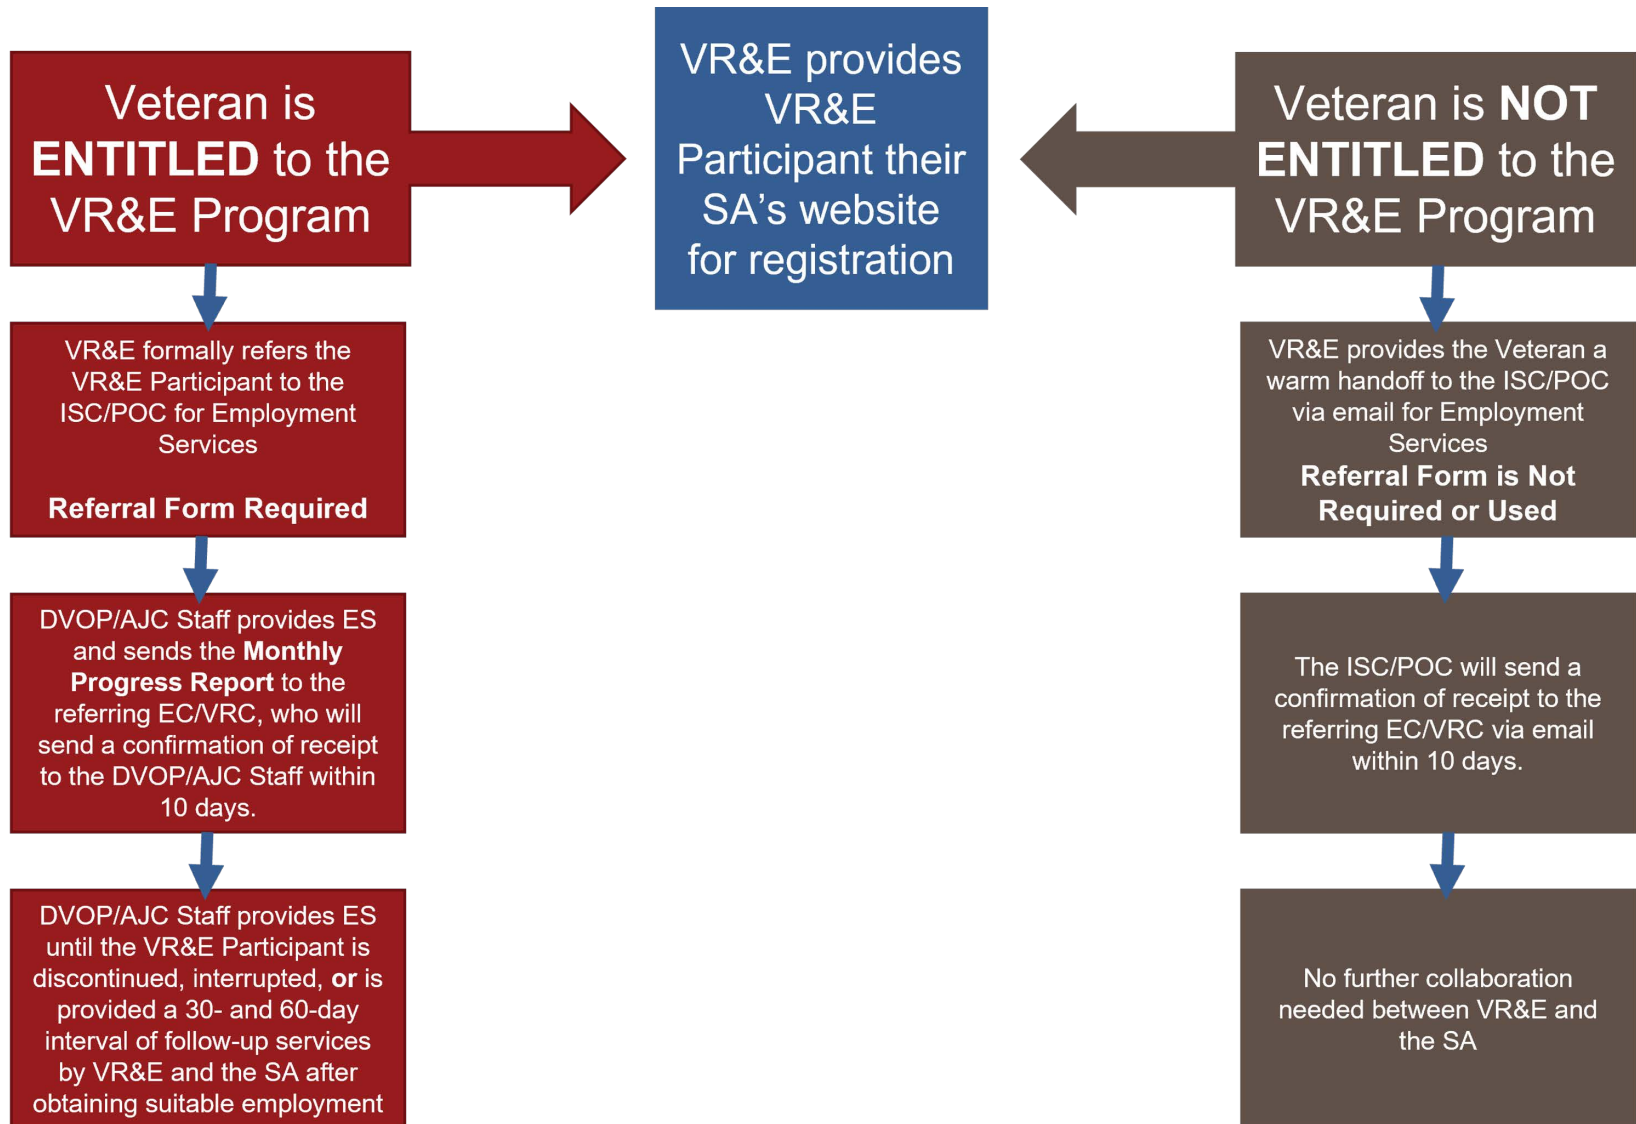 Veteran is
ENTITLED to the
VR&E Program
VR&E provides
VR&E
Participant their
SA’s website
for registration
Veteran is NOT
ENTITLED to the
VR&E Program
VR&E formally refers the
VR&E Participant to the
ISC/POC for Employment
Services
Referral Form Required
DVOP/AJC Staff provides ES
and sends the Monthly
Progress Report to the
referring EC/VRC, who will
send a confirmation of receipt
to the DVOP/AJC Staff within
10 days.
DVOP/AJC Staff provides ES
until the VR&E Participant is
discontinued, interrupted, or is
provided a 30- and 60-day
interval of follow-up services
by VR&E and the SA after
obtaining suitable employment
VR&E provides the Veteran a
warm handoff to the ISC/POC
via email for Employment
Services
Referral Form is Not
Required or Used
The ISC/POC will send a
confirmation of receipt to the
referring EC/VRC via email
within 10 days.
No further collaboration
needed between VR&E and
the SA